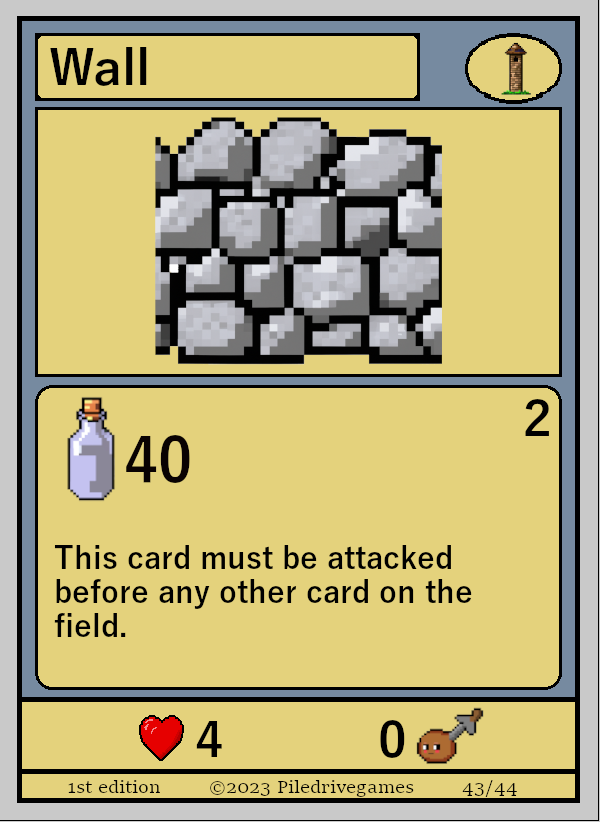 Wall
2
40
This card must be attacked
before any other card on the
field.
4 0
1st edition ©2023 Piledrivegames 43/44